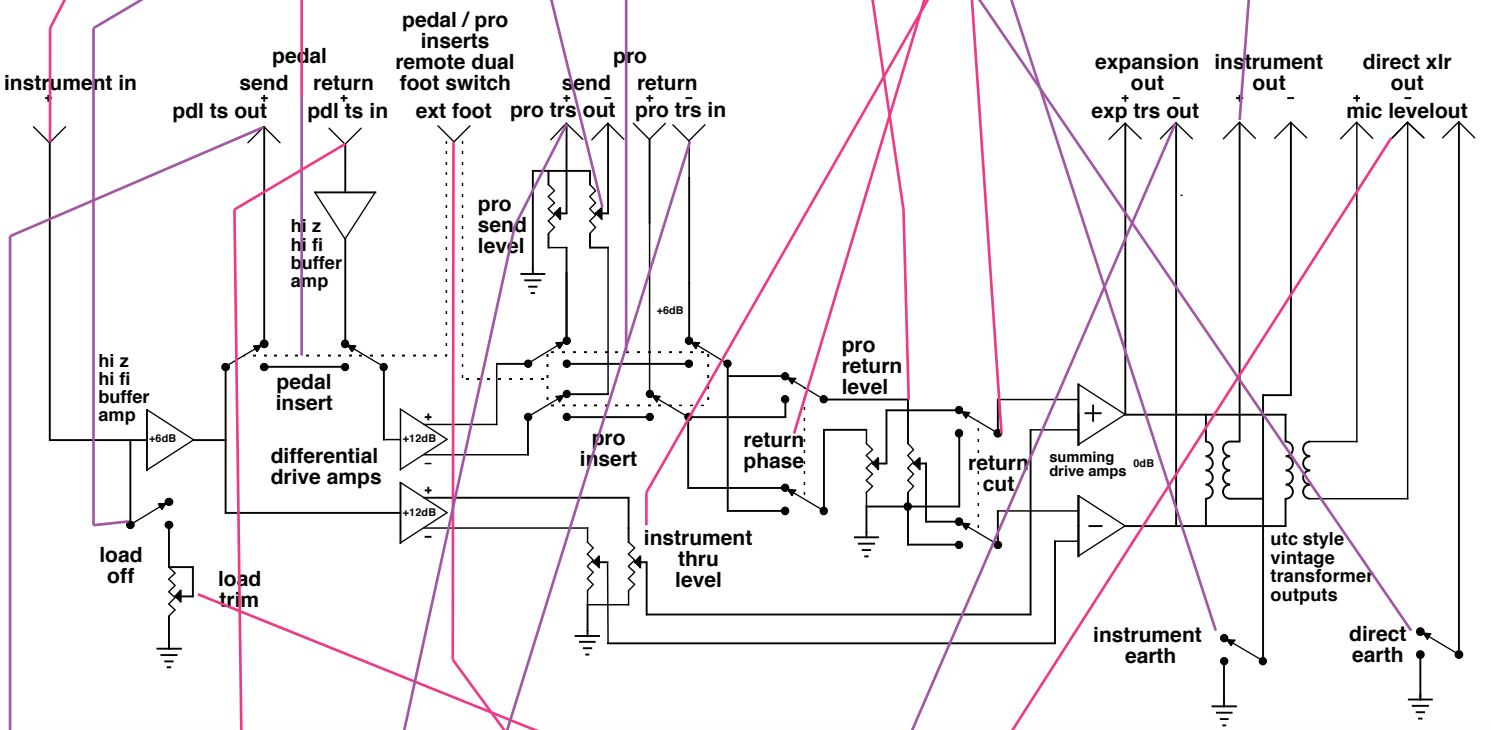 pedal / pro
inserts
remote dual
foot switch
ext foot
pedal
send
return
pdl ts out
pdl ts in
instrument in
pro
send
return
pro trs out
pro trs in
expansion
out
exp trs out
instrument
out
direct xlr
out
mic levelout
+
+
+
+
−
+
−
+
−
+
−
+
−
hi z
hi fi
buffer
amp
pro
send
level
+6dB
hi z
hi fi
buffer
amp
+6dB
pedal
insert
differential
drive amps
+
+12dB
−
+
+12dB
−
pro
insert
pro
return
level
return
phase
return
cut
+
summing
drive amps
0dB
−
load
off
load
trim
instrument
thru
level
utc style
vintage
transformer
outputs
instrument
earth
direct
earth